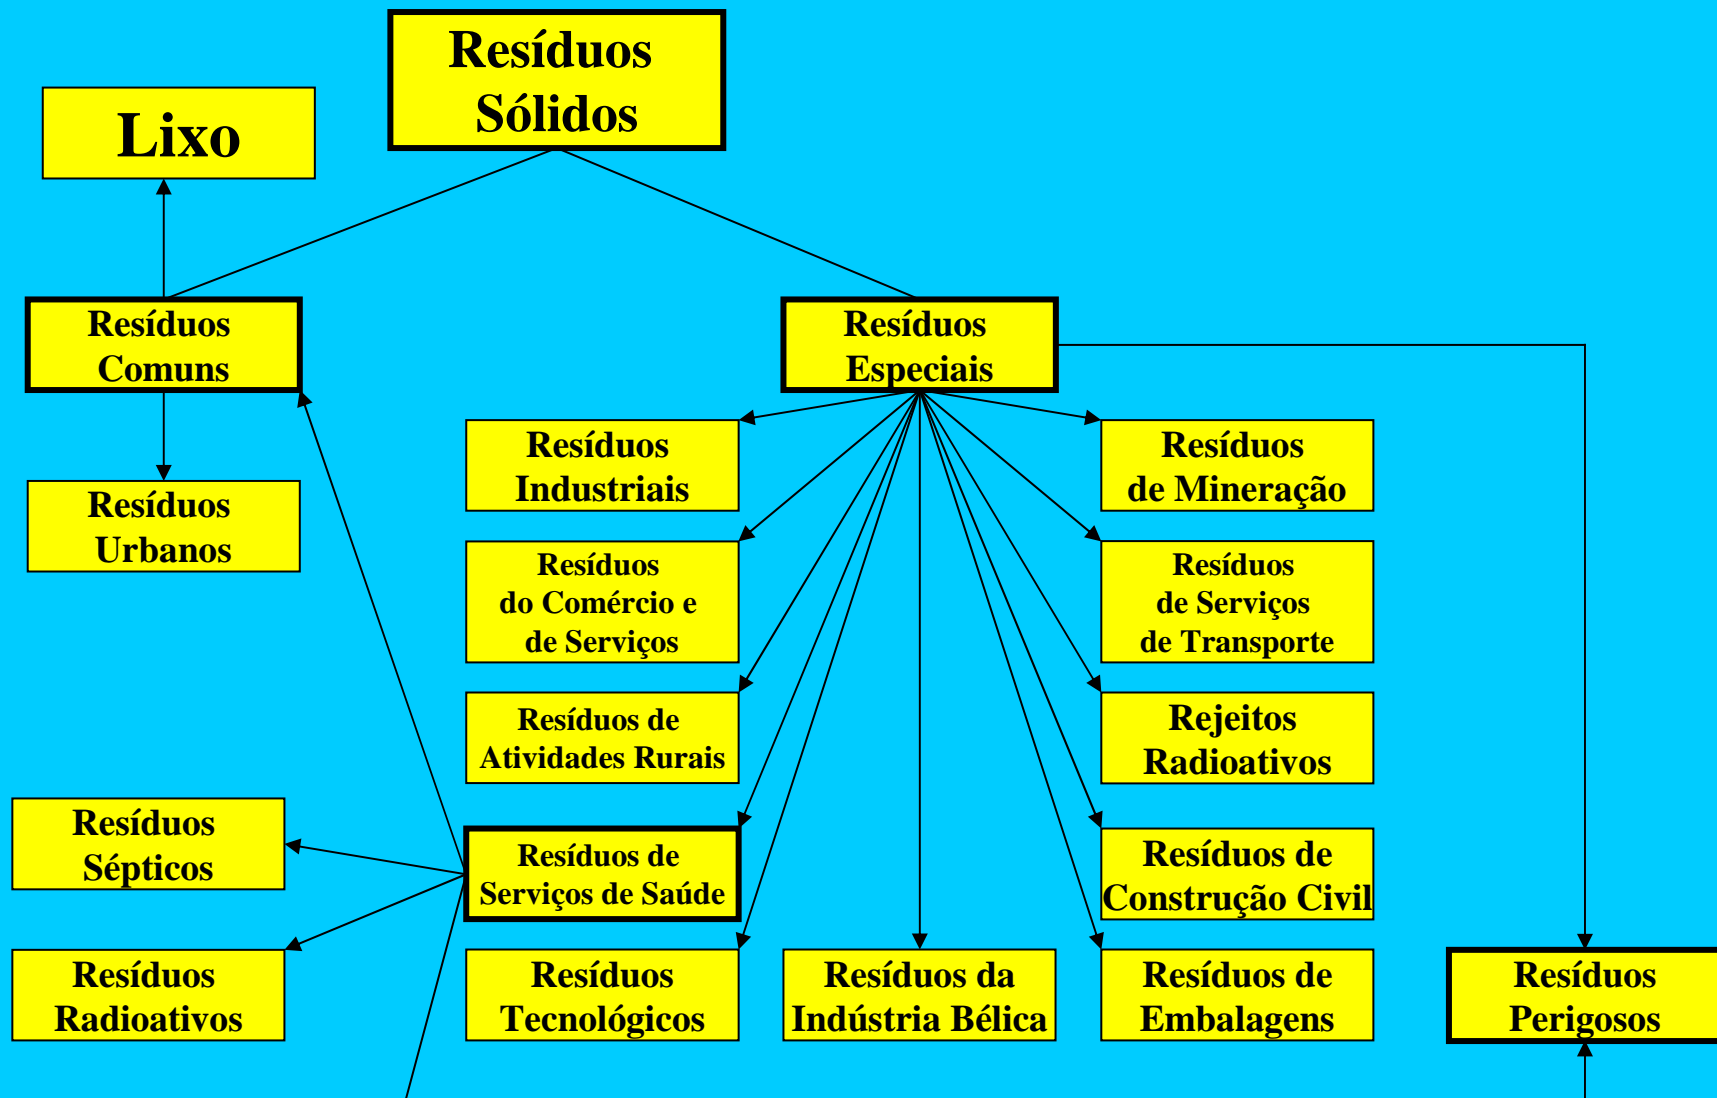 Resíduos
Sólidos
Lixo
Resíduos
Comuns
Resíduos
Especiais
Resíduos
Urbanos
Resíduos
Industriais
Resíduos
de Mineração
Resíduos
do Comércio e
de Serviços
Resíduos
de Serviços
de Transporte
Resíduos de
Atividades Rurais
Rejeitos
Radioativos
Resíduos
Sépticos
Resíduos de
Serviços de Saúde
Resíduos de
Construção Civil
Resíduos
Radioativos
Resíduos
Tecnológicos
Resíduos da
Indústria Bélica
Resíduos de
Embalagens
Resíduos
Perigosos